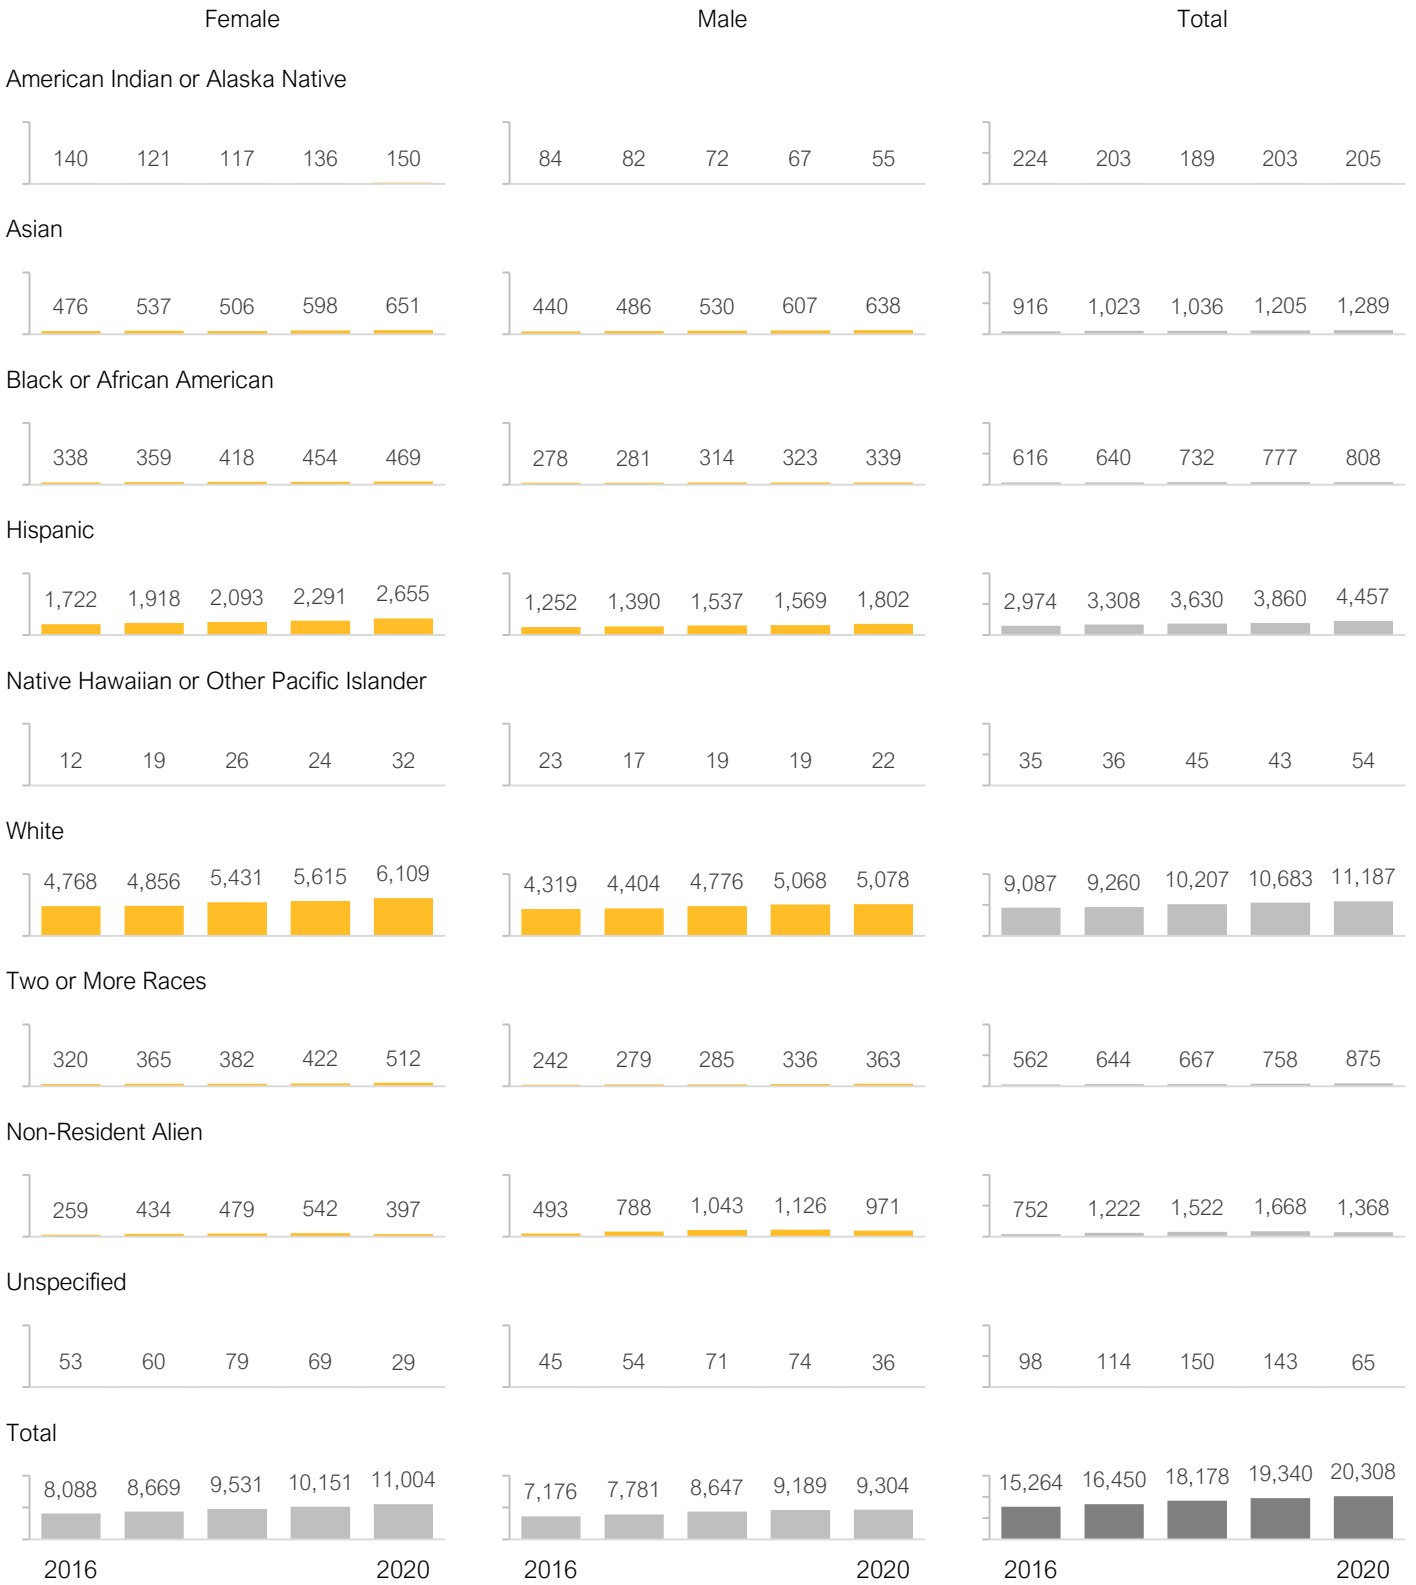 Female Male Total
American Indian or Alaska Native
140 121 117 136 150 84 82 72 67 55 224 203 189 203 205
Asian
476 537 506 598 651 440 486 530 607 638 916 1,023 1,036 1,205 1,289
Black or African American
338 359 418 454 469 278 281 314 323 339 616 640 732 777 808
Hispanic
1,722 1,918 2,093 2,291 2,655 1,252 1,390 1,537 1,569 1,802 2,974 3,308 3,630 3,860 4,457
Native Hawaiian or Other Pacific Islander
12 19 26 24 32 23 17 19 19 22 35 36 45 43 54
White
4,768 4,856 5,431 5,615 6,109 4,319 4,404 4,776 5,068 5,078 9,087 9,260 10,207 10,683 11,187
Two or More Races
320 365 382 422 512 242 279 285 336 363 562 644 667 758 875
Non-Resident Alien
259 434 479 542 397 493 788 1,043 1,126 971 752 1,222 1,522 1,668 1,368
Unspecified
53 60 79 69 29 45 54 71 74 36 98 114 150 143 65
Total
8,088 8,669 9,531 10,151 11,004 7,176 7,781 8,647 9,189 9,304 15,264 16,450 18,178 19,340 20,308
2016 2020 2016 2020 2016 2020